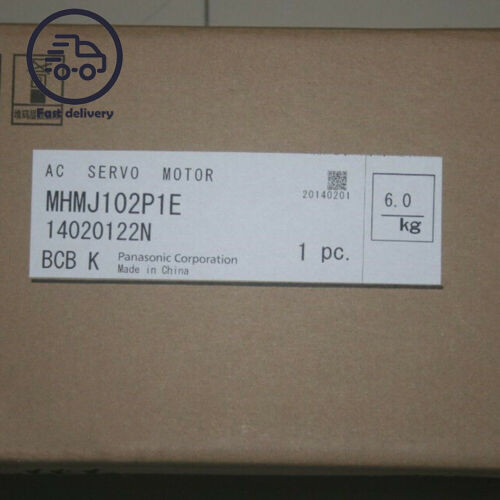 Fast delivery
AC SERVO MOTOR
MHMJ102P1E
20140201
14020122N
6.0
kg
BCB K
Panasonic Corporation
Made in China
1 pc.